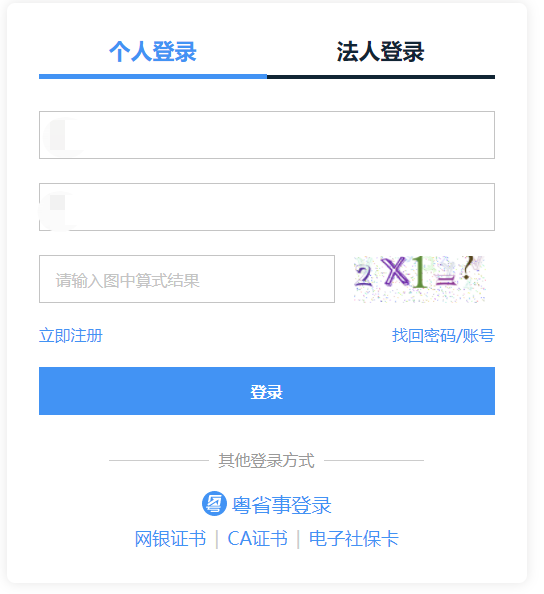 个人登录 法人登录
请输入图中算式结果 2X1=?
立即注册 找回密码/账号
登录
其他登录方式
粤省事登录
网银证书 | CA证书 | 电子社保卡